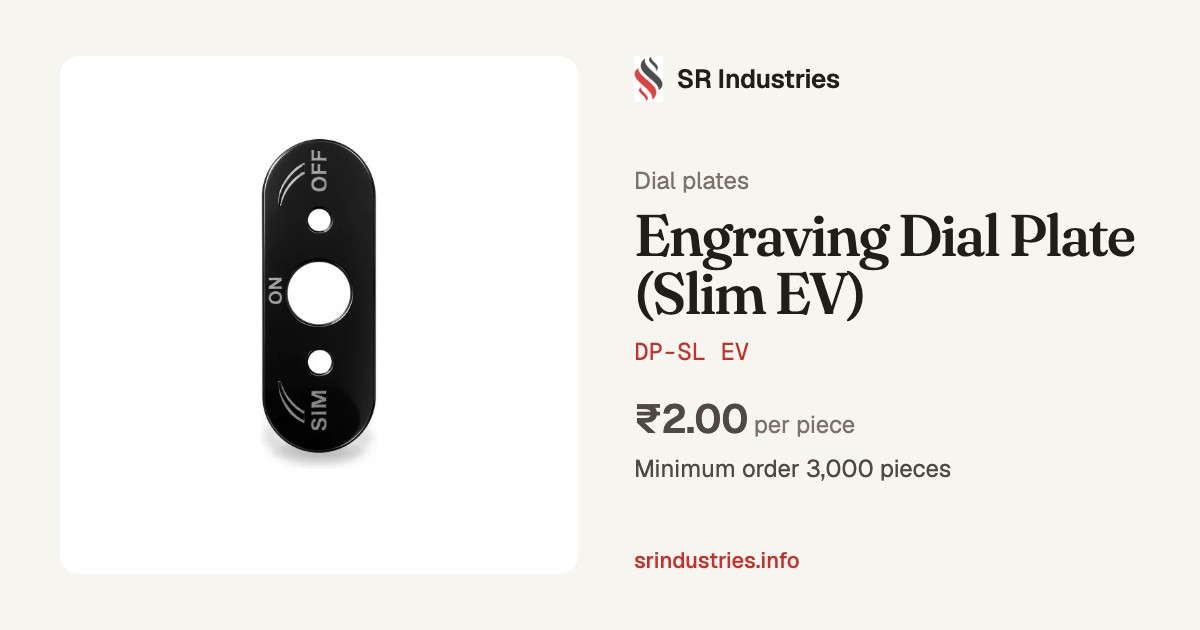 OFF
ON
SIM
SR Industries
Dial plates
Engraving Dial Plate
(Slim EV)
DP-SL EV
₹2.00 per piece
Minimum order 3,000 pieces
srindustries.info